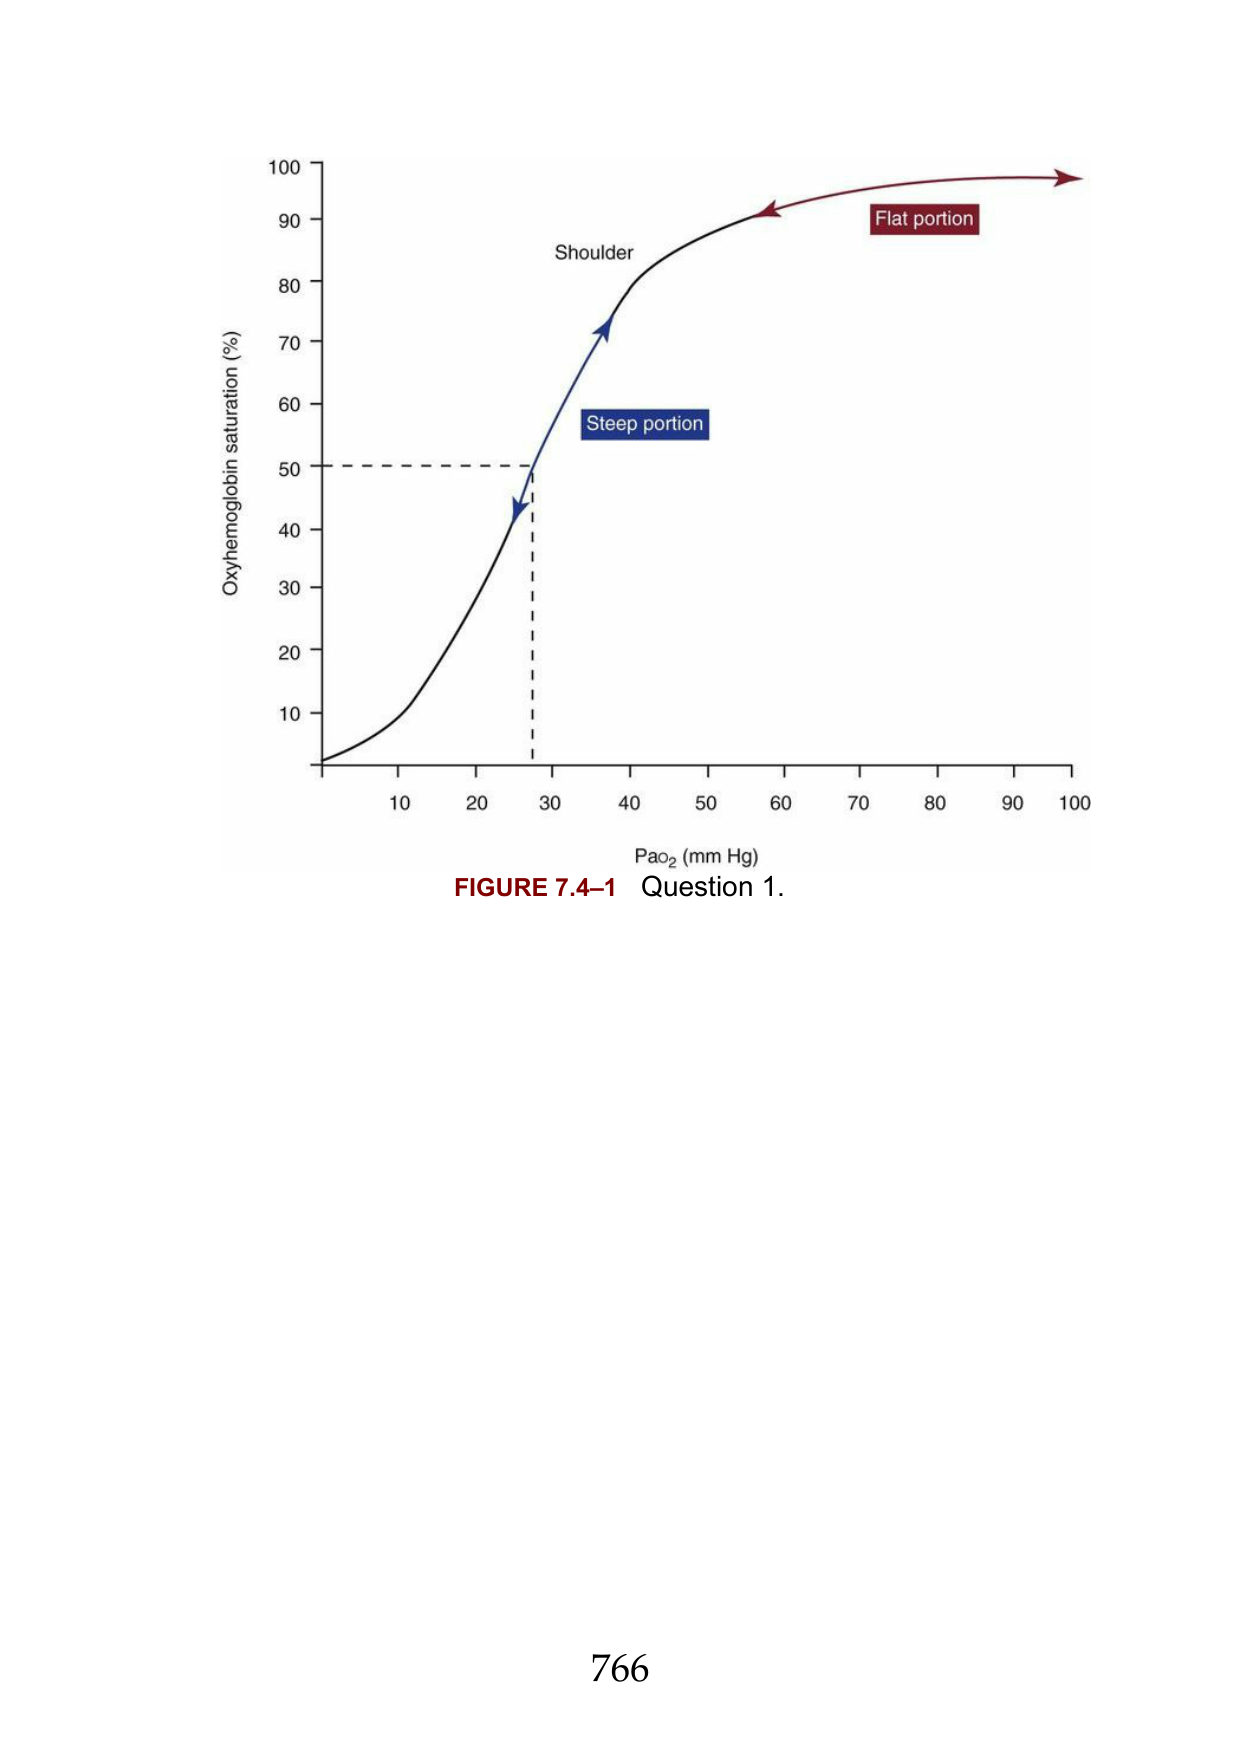 100
90
Flat portion
Shoulder
80
70
60
Steep portion
50
40
30
20
10
Oxyhemoglobin saturation (%)
10 20 30 40 50 60 70 80 90 100
Pao₂ (mm Hg)
FIGURE 7.4–1 Question 1.
766